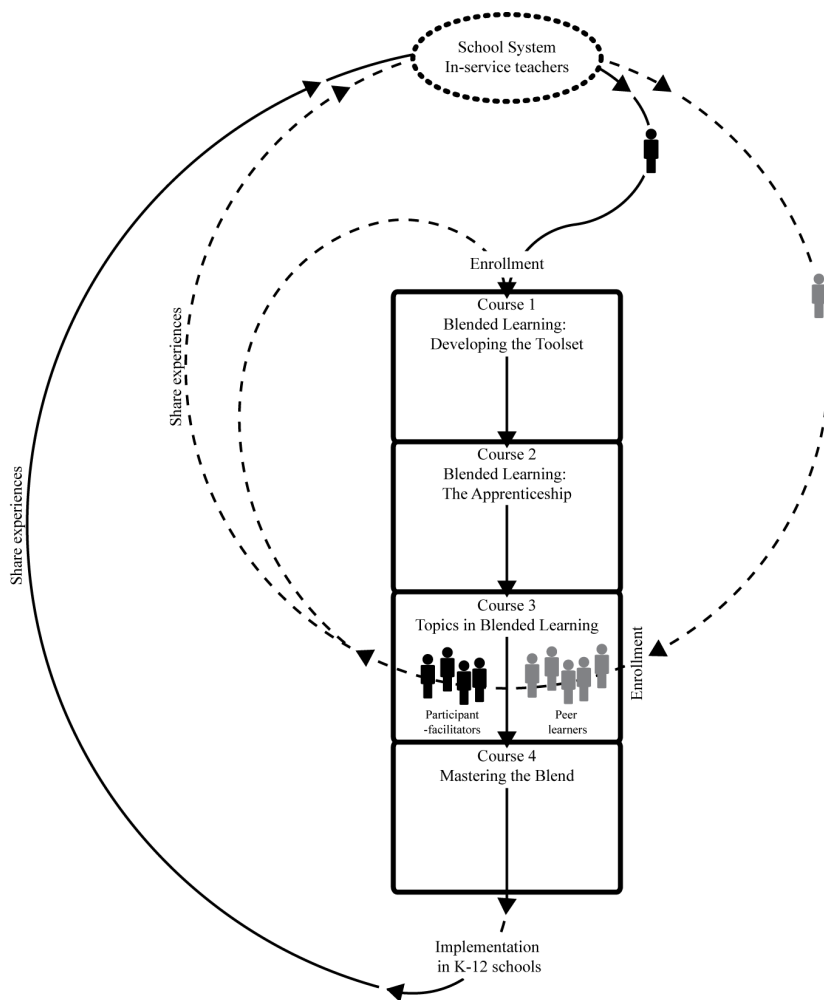 School System
In-service teachers
Enrollment
Course 1
Blended Learning:
Developing the Toolset
Share experiences
Course 2
Blended Learning:
The Apprenticeship
Share experiences
Course 3
Topics in Blended Learning
Enrollment
Participant
-facilitators
Peer
learners
Course 4
Mastering the Blend
Implementation
in K-12 schools